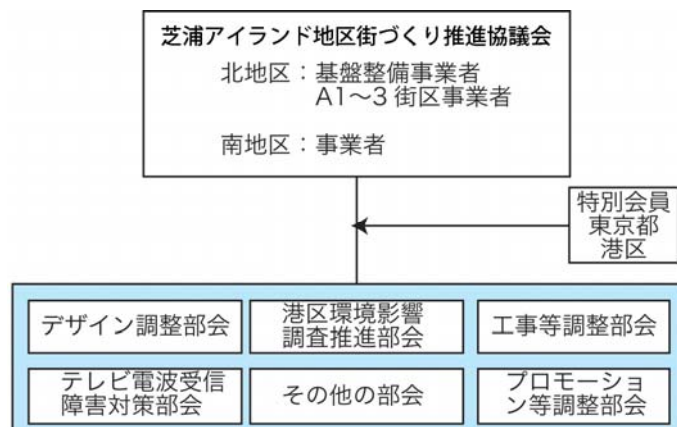 芝浦アイランド地区街づくり推進協議会
北地区：基盤整備事業者
A1〜3街区事業者
南地区：事業者
特別会員
東京都
港区
デザイン調整部会
港区環境影響
調査推進部会
工事等調整部会
テレビ電波受信
障害対策部会
その他の部会
プロモーショ
ン等調整部会